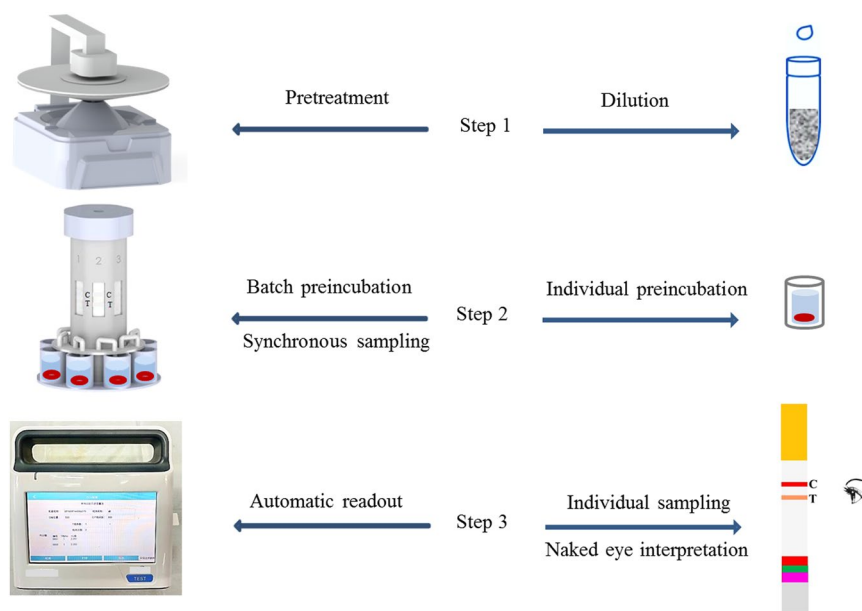 Pretreatment
Step 1
Dilution
1 2 3
C C
T T
Batch preincubation
Synchronous sampling
Step 2
Individual preincubation
Automatic readout
Step 3
Individual sampling
Naked eye interpretation
C
T
TEST